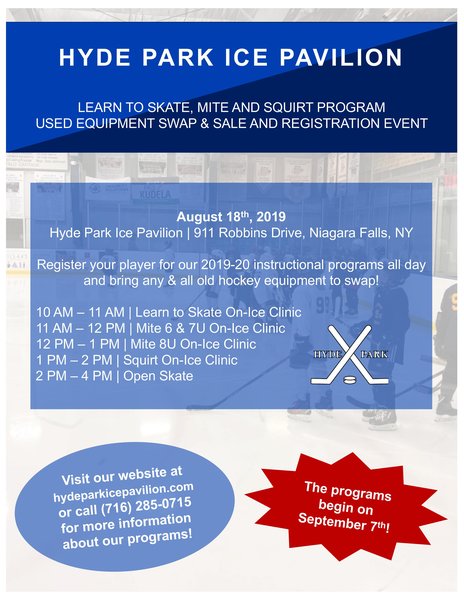 HYDE PARK ICE PAVILION
LEARN TO SKATE, MITE AND SQUIRT PROGRAM
USED EQUIPMENT SWAP & SALE AND REGISTRATION EVENT
KUDELA
August 18th, 2019
Hyde Park Ice Pavilion | 911 Robbins Drive, Niagara Falls, NY
Register your player for our 2019-20 instructional programs all day
and bring any & all old hockey equipment to swap!
10 AM – 11 AM | Learn to Skate On-Ice Clinic
11 AM – 12 PM | Mite 6 & 7U On-Ice Clinic
12 PM – 1 PM | Mite 8U On-Ice Clinic
1 PM – 2 PM | Squirt On-Ice Clinic
2 PM – 4 PM | Open Skate
HYDE PARK
Visit our website at
hydeparkicepavilion.com
or call (716) 285-0715
for more information
about our programs!
The programs
begin on
September 7th!